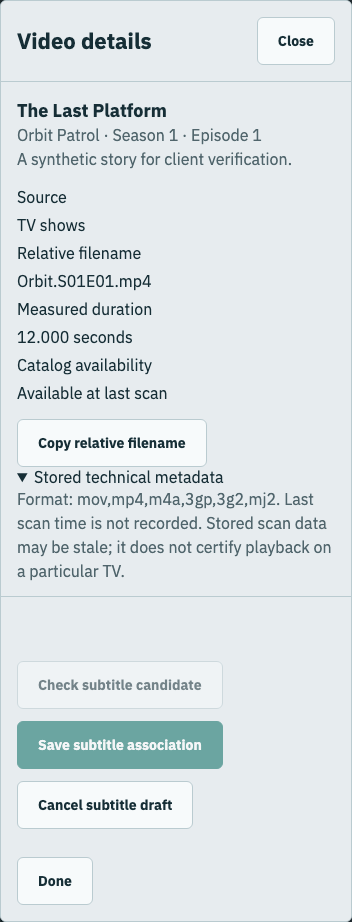 Video details
Close
The Last Platform
Orbit Patrol · Season 1 · Episode 1
A synthetic story for client verification.
Source
TV shows
Relative filename
Orbit.S01E01.mp4
Measured duration
12.000 seconds
Catalog availability
Available at last scan
Copy relative filename
Stored technical metadata
Format: mov,mp4,m4a,3gp,3g2,mj2. Last
scan time is not recorded. Stored scan data
may be stale; it does not certify playback on
a particular TV.
Check subtitle candidate
Save subtitle association
Cancel subtitle draft
Done